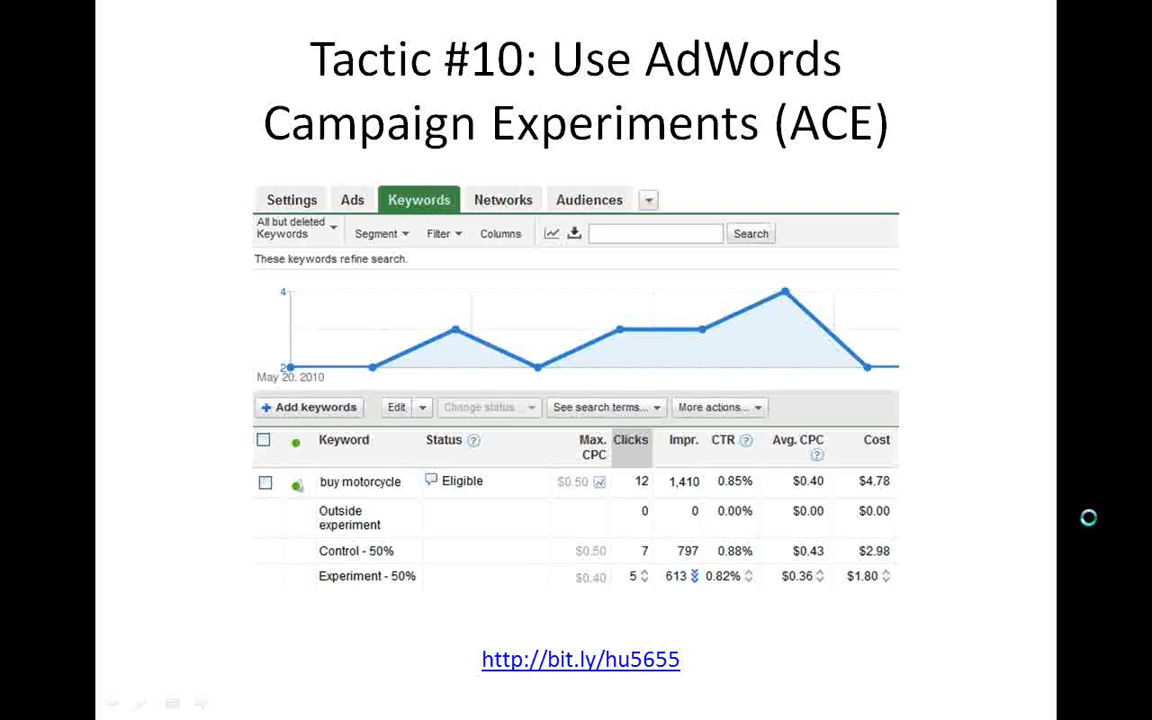 Tactic #10: Use AdWords
Campaign Experiments (ACE)
Settings Ads Keywords Networks Audiences
All but deleted
Keywords Segment Filter Columns Search
These keywords refine search.
4
2
May 20, 2010
+ Add keywords Edit Change status... See search terms... More actions...
Keyword Status ? Max. CPC Clicks Impr. CTR ? Avg. CPC ? Cost
buy motorcycle Eligible $0.50 12 1,410 0.85% $0.40 $4.78
Outside
experiment 0 0 0.00% $0.00 $0.00
Control - 50% $0.50 7 797 0.88% $0.43 $2.98
Experiment - 50% $0.40 5 613 0.82% $0.36 $1.80
http://bit.ly/hu5655